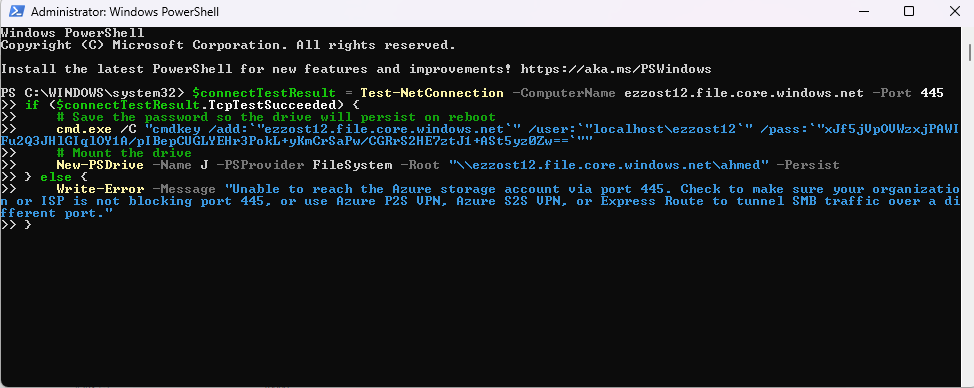 Administrator: Windows PowerShell
Windows PowerShell
Copyright (C) Microsoft Corporation. All rights reserved.
Install the latest PowerShell for new features and improvements! https://aka.ms/PSWindows
PS C:\WINDOWS\system32> $connectTestResult = Test-NetConnection -ComputerName ezzost12.file.core.windows.net -Port 445
>> if ($connectTestResult.TcpTestSucceeded) {
>>     # Save the password so the drive will persist on reboot
>>     cmd.exe /C "cmdkey /add:`"ezzost12.file.core.windows.net`" /user:`"localhost\ezzost12`" /pass:`"xJf5jVpOVWzxjPAWI
Fu2Q3JHlGIqlOY1A/pIBepCVGLYEHr3PokL+yKmCrSaPw/CGRrS2HE7ztJ1+ASt5yz0Zw==`""
>>     # Mount the drive
>>     New-PSDrive -Name J -PSProvider FileSystem -Root "\\ezzost12.file.core.windows.net\ahmed" -Persist
>> } else {
>>     Write-Error -Message "Unable to reach the Azure storage account via port 445. Check to make sure your organizatio
n or ISP is not blocking port 445, or use Azure P2S VPN, Azure S2S VPN, or Express Route to tunnel SMB traffic over a di
fferent port."
>> }